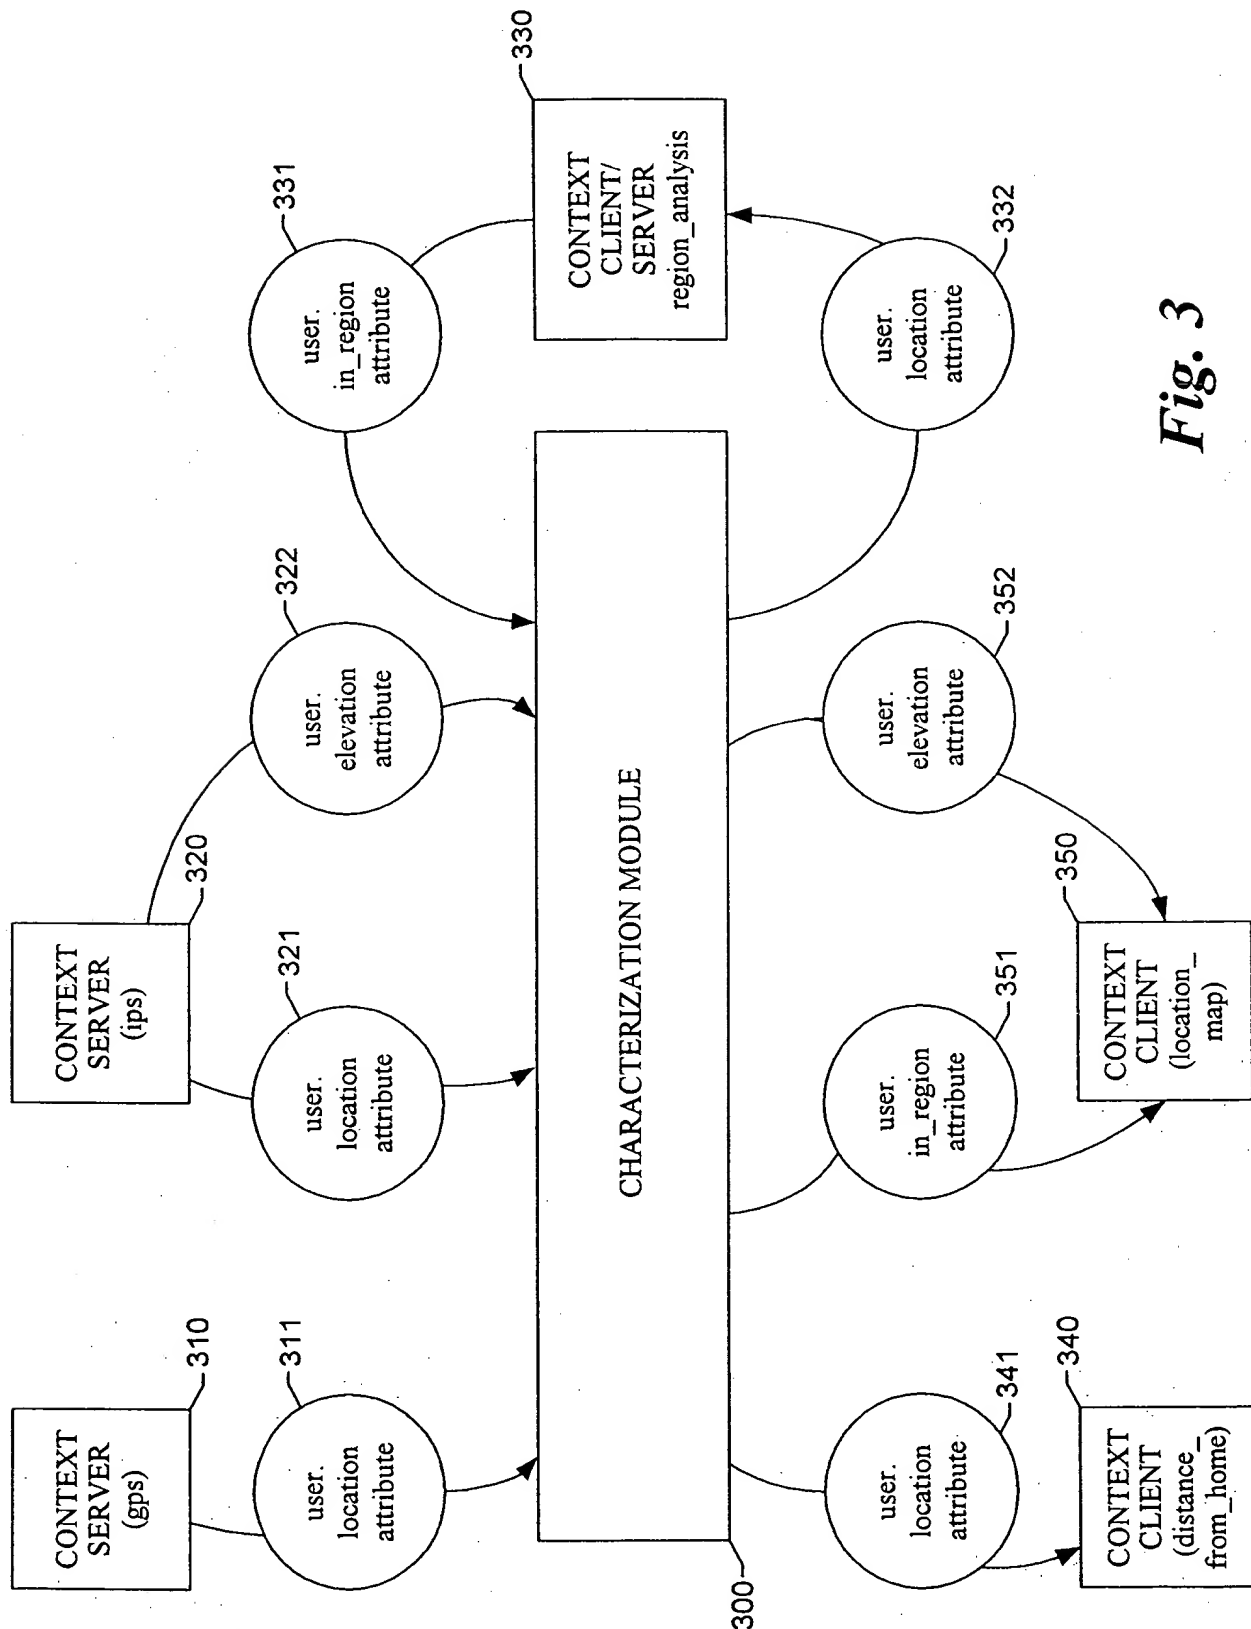 CONTEXT
SERVER
(gps)
310
311
user.
location
attribute
CONTEXT
SERVER
(ips)
320
321
user.
location
attribute
322
user.
elevation
attribute
331
user.
in_region
attribute
330
CONTEXT
CLIENT/
SERVER
region_analysis
332
user.
location
attribute
CHARACTERIZATION MODULE
300
341
user.
location
attribute
340
CONTEXT
CLIENT
(distance_
from_home)
351
user.
in_region
attribute
352
user.
elevation
attribute
350
CONTEXT
CLIENT
(location_
map)
Fig. 3